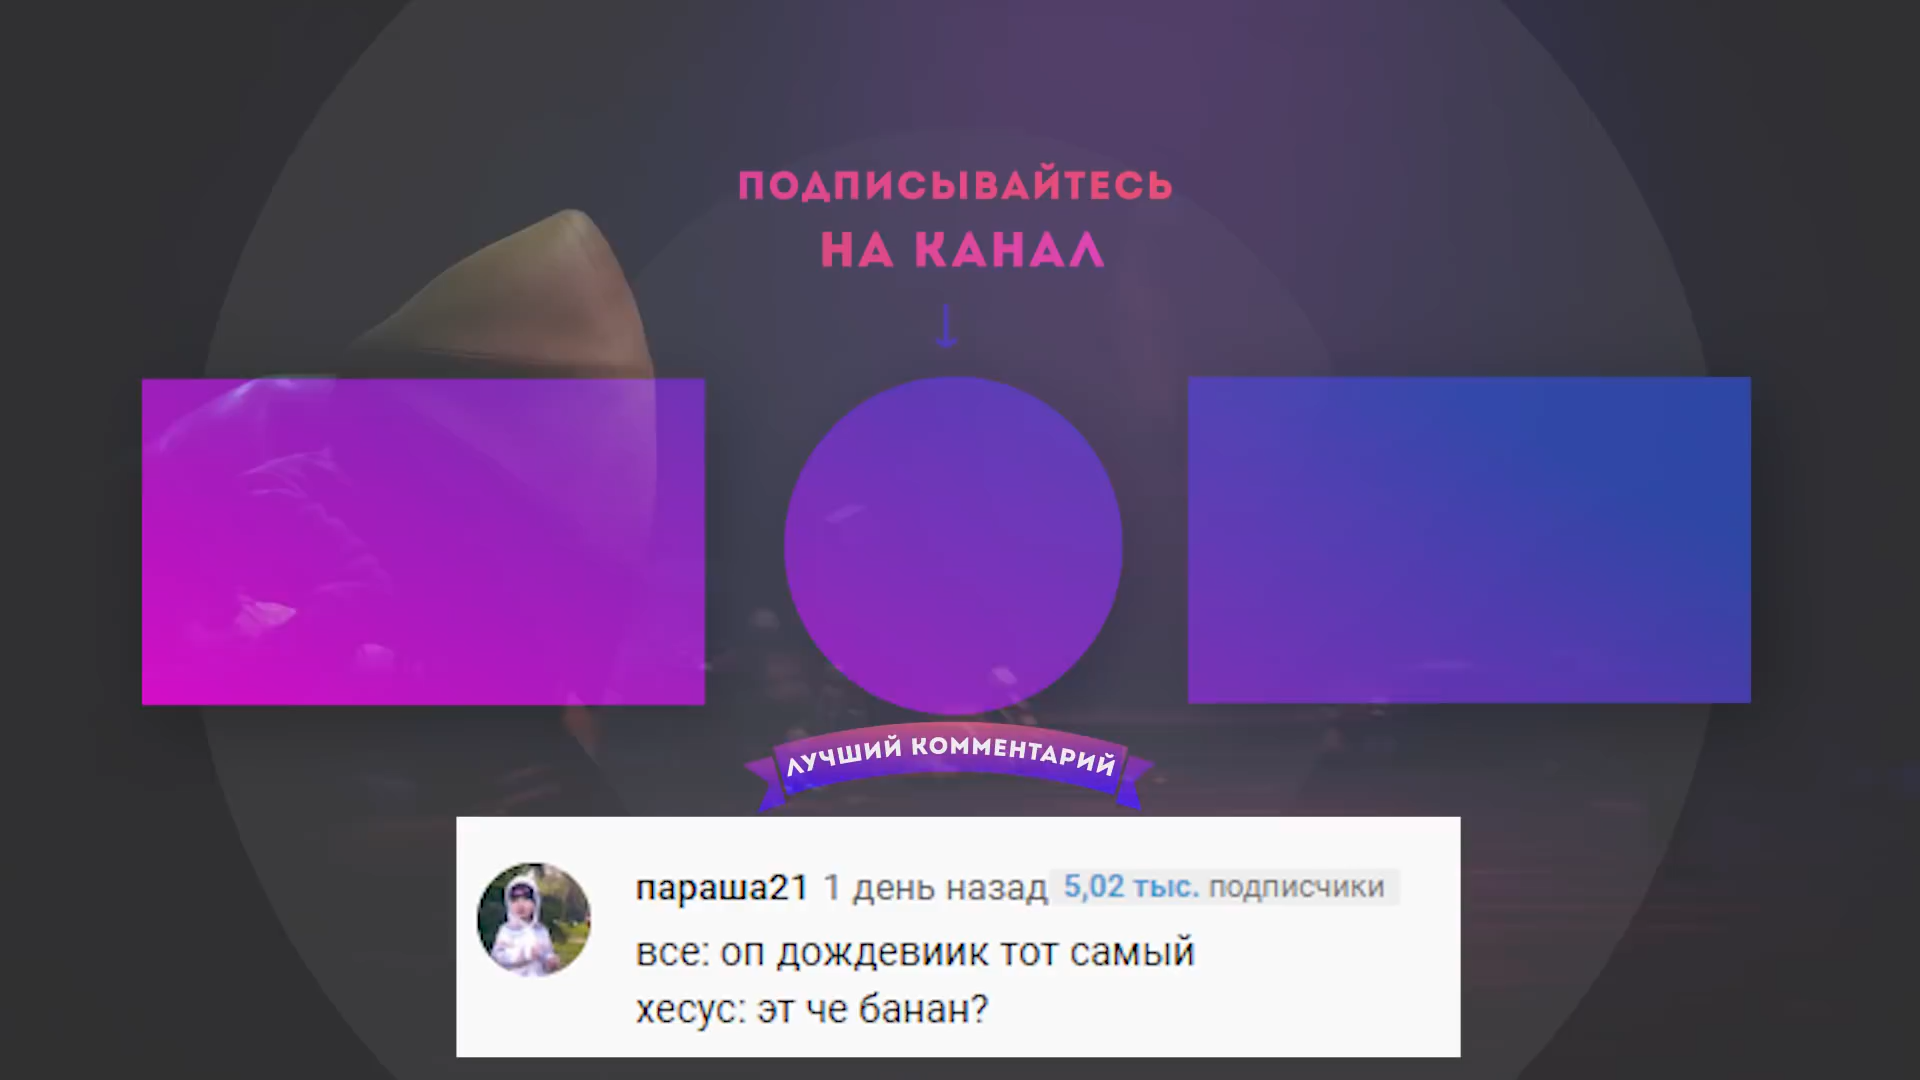 ПОДПИСЫВАЙТЕСЬ
НА КАНАЛ
ЛУЧШИЙ КОММЕНТАРИЙ
параша21 1 день назад 5,02 тыс. подписчики
все: оп дождевиик тот самый
хесус: эт че банан?